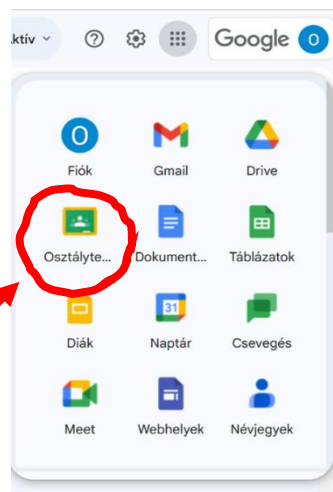 ktív
Google O
O
Fiók Gmail Drive
Osztályte... Dokument... Táblázatok
31
Diák Naptár Csevegés
Meet Webhelyek Névjegyek